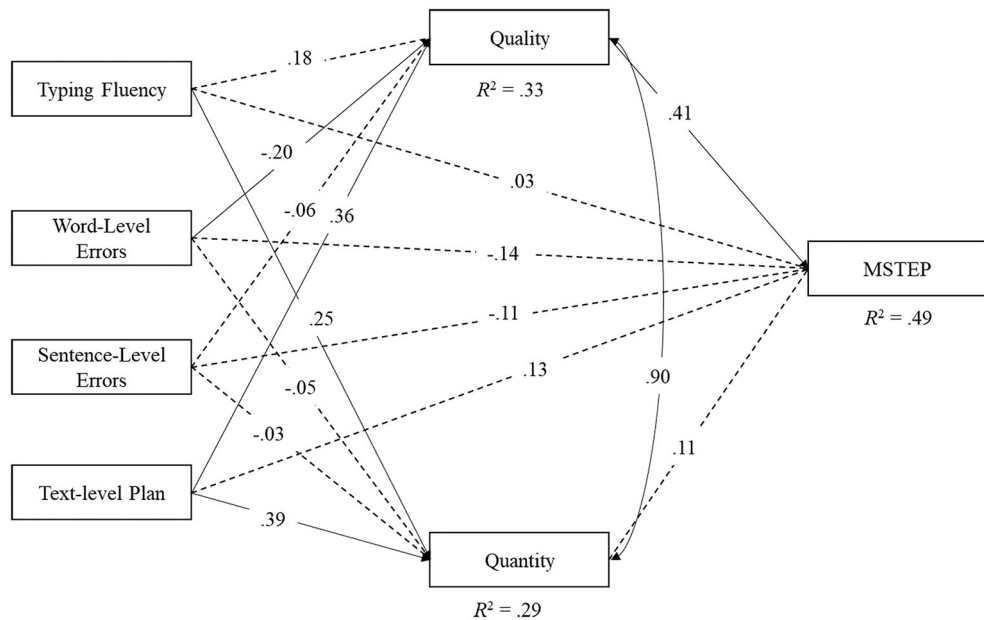 Quality
R² = .33
Typing Fluency
.18
.41
-.20
.03
Word-Level
Errors
-.06
.36
-.14
MSTEP
R² = .49
-.11
.25
Sentence-Level
Errors
.13
.90
-.05
-.03
.11
Text-level Plan
.39
Quantity
R² = .29